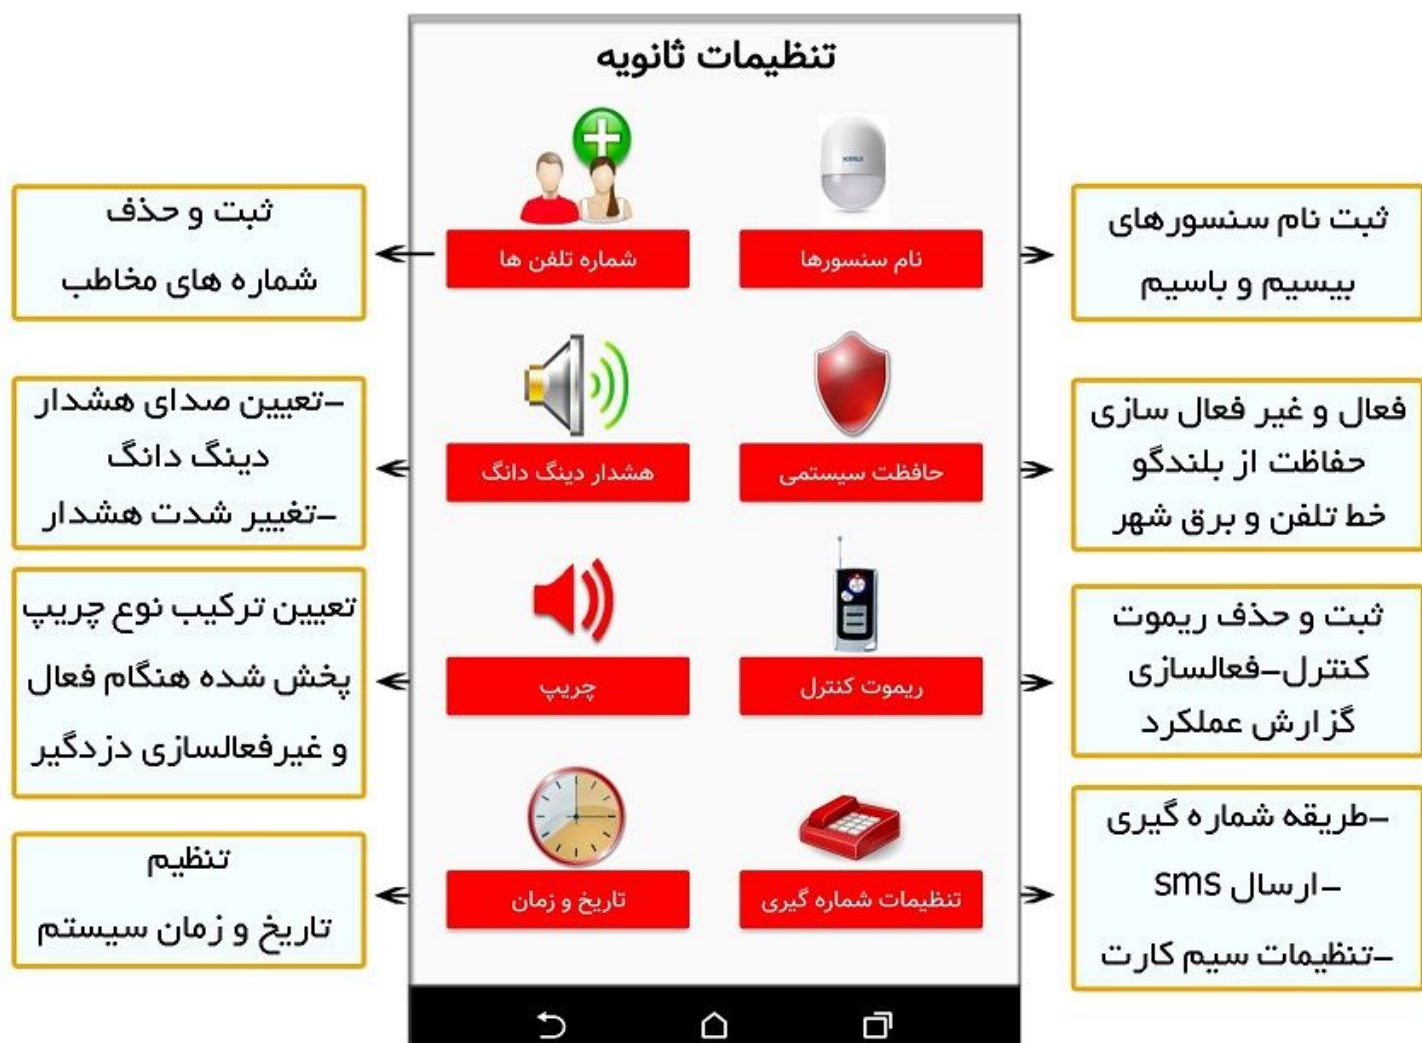 تنظیمات ثانویه
نام سنسورها
شماره تلفن ها
حافظت سیستمی
هشدار دینگ دانگ
ریموت کنترل
چریپ
تنظیمات شماره گیری
تاریخ و زمان
ثبت نام سنسورهای
بیسیم و باسیم
فعال و غیر فعال سازی
حفاظت از بلندگو
خط تلفن و برق شهر
ثبت و حذف ریموت
کنترل–فعالسازی
گزارش عملکرد
–طریقه شماره گیری
–ارسال sms
–تنظیمات سیم کارت
ثبت و حذف
شماره های مخاطب
–تعیین صدای هشدار
دینگ دانگ
–تغییر شدت هشدار
تعیین ترکیب نوع چریپ
پخش شده هنگام فعال
و غیرفعالسازی دزدگیر
تنظیم
تاریخ و زمان سیستم